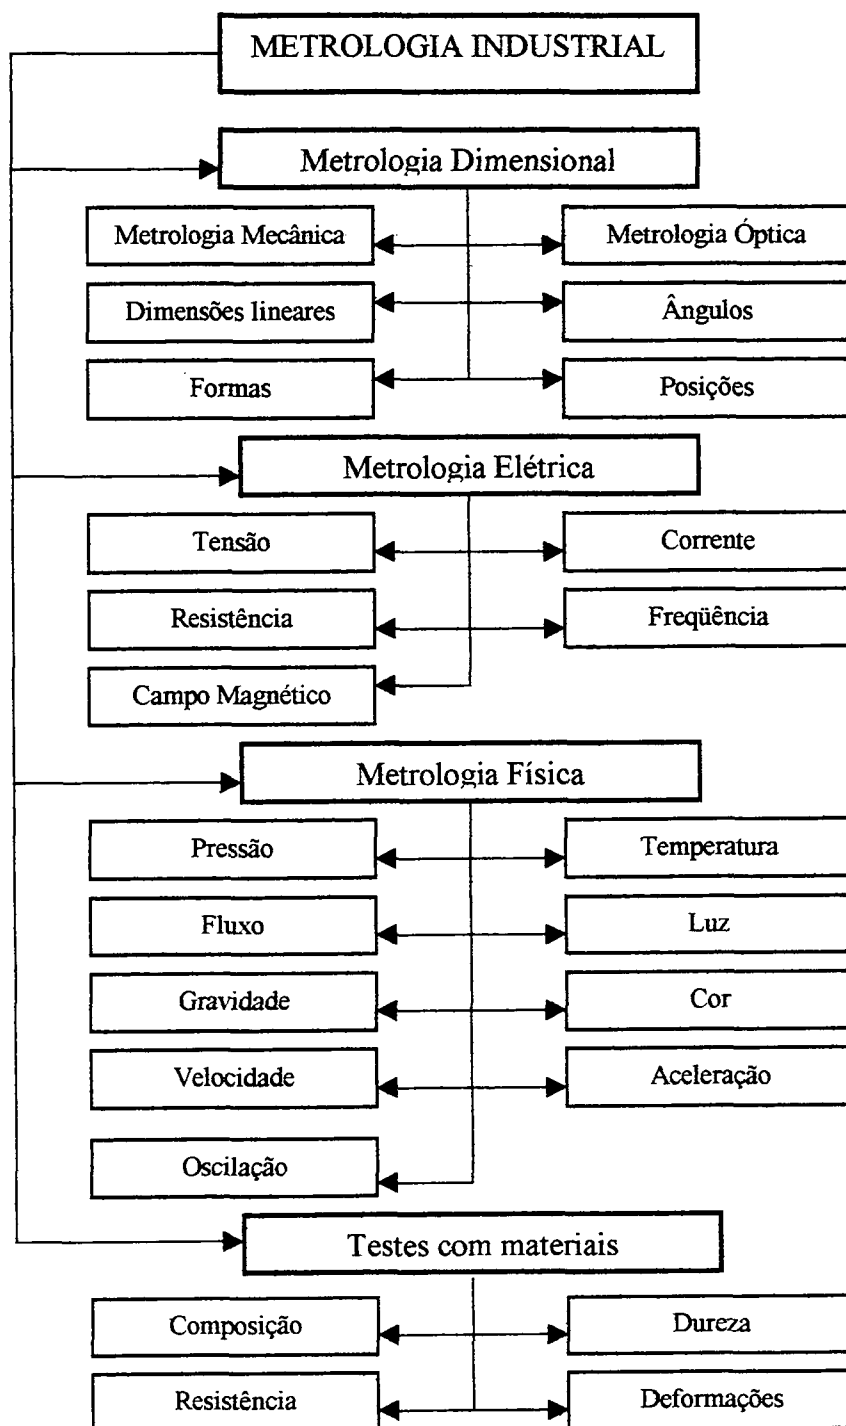 METROLOGIA INDUSTRIAL
Metrologia Dimensional
Metrologia Mecânica
Metrologia Óptica
Dimensões lineares
Ângulos
Formas
Posições
Metrologia Elétrica
Tensão
Corrente
Resistência
Freqüência
Campo Magnético
Metrologia Física
Pressão
Temperatura
Fluxo
Luz
Gravidade
Cor
Velocidade
Aceleração
Oscilação
Testes com materiais
Composição
Dureza
Resistência
Deformações